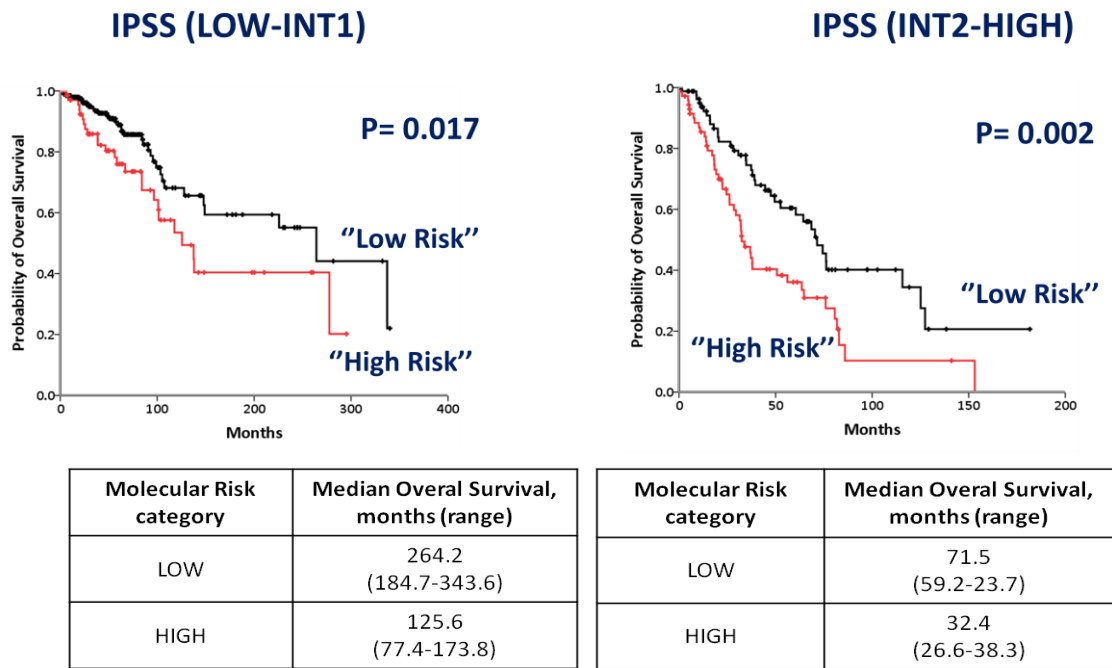 IPSS (LOW-INT1)
P= 0.017
Probability of Overall Survival
1.0
0.8
0.6
0.4
0.2
0.0
‘’Low Risk’’
‘’High Risk’’
0
100
200
300
400
Months
Molecular Risk category
Median Overal Survival, months (range)
LOW
264.2
(184.7-343.6)
HIGH
125.6
(77.4-173.8)
IPSS (INT2-HIGH)
P= 0.002
Probability of Overall Survival
1.0
0.8
0.6
0.4
0.2
0.0
‘’Low Risk’’
‘’High Risk’’
0
50
100
150
200
Months
Molecular Risk
category
Median Overal Survival,
months (range)
LOW
71.5
(59.2-23.7)
HIGH
32.4
(26.6-38.3)